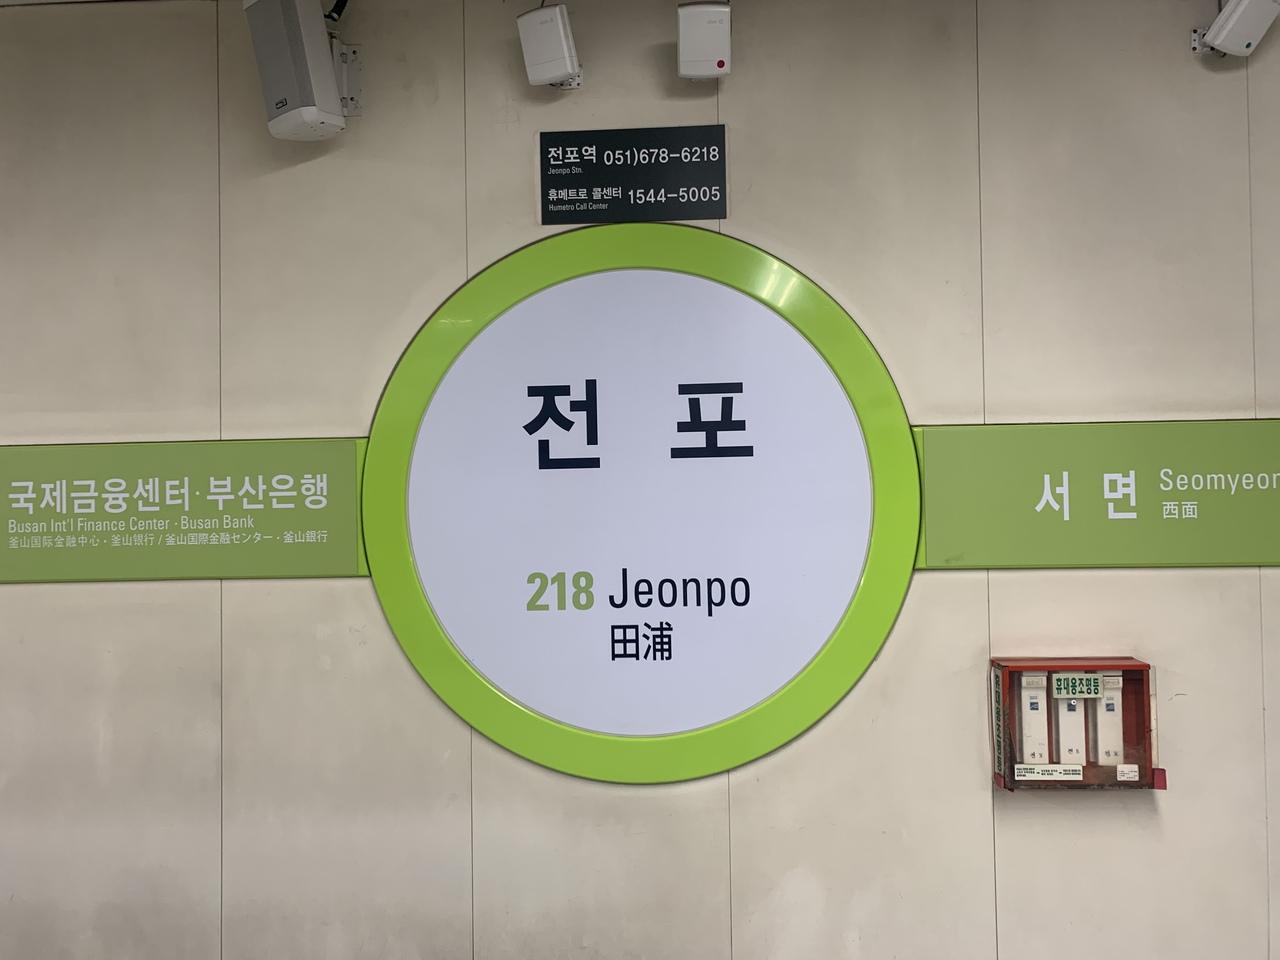 전포역 051)678-6218
Jeonpo Stn.
휴메트로 콜센터 1544-5005
Humetro Call Center
전 포
218 Jeonpo
田浦
국제금융센터·부산은행
Busan Int'l Finance Center · Busan Bank
釜山国际金融中心·釜山银行 / 釜山国際金融センター·釜山銀行
서 면 Seomyeon
西面
휴대용조명등